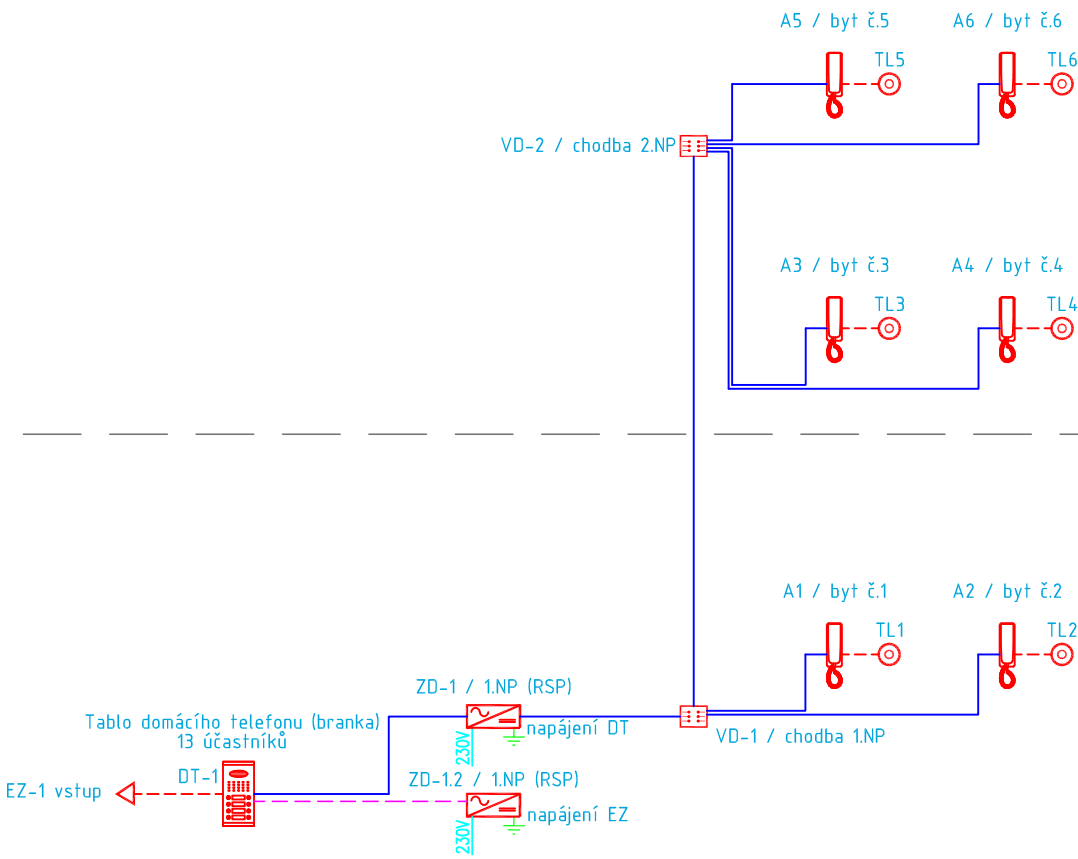 A5 / byt č.5
A6 / byt č.6
TL5
TL6
VD-2 / chodba 2.NP
A3 / byt č.3
A4 / byt č.4
TL3
TL4
A1 / byt č.1
A2 / byt č.2
TL1
TL2
ZD-1 / 1.NP (RSP)
Tablo domácího telefonu (branka)
13 účastníků
napájení DT
230V
VD-1 / chodba 1.NP
DT-1
ZD-1.2 / 1.NP (RSP)
EZ-1 vstup
napájení EZ
230V